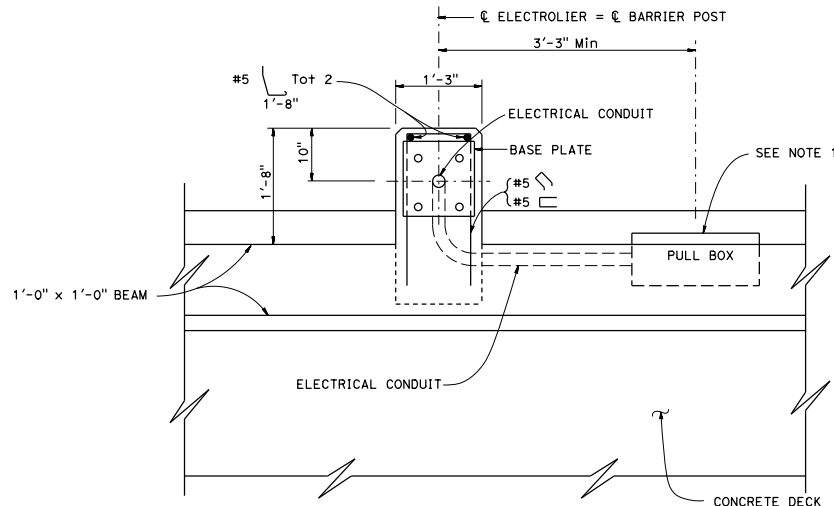 ℄ ELECTROLIER = ℄ BARRIER POST
3'-3" Min
#5 Tot 2
1'-8"
1'-3"
ELECTRICAL CONDUIT
BASE PLATE
SEE NOTE 1
10"
1'-8"
#5
#5
PULL BOX
1'-0" x 1'-0" BEAM
ELECTRICAL CONDUIT
CONCRETE DECK